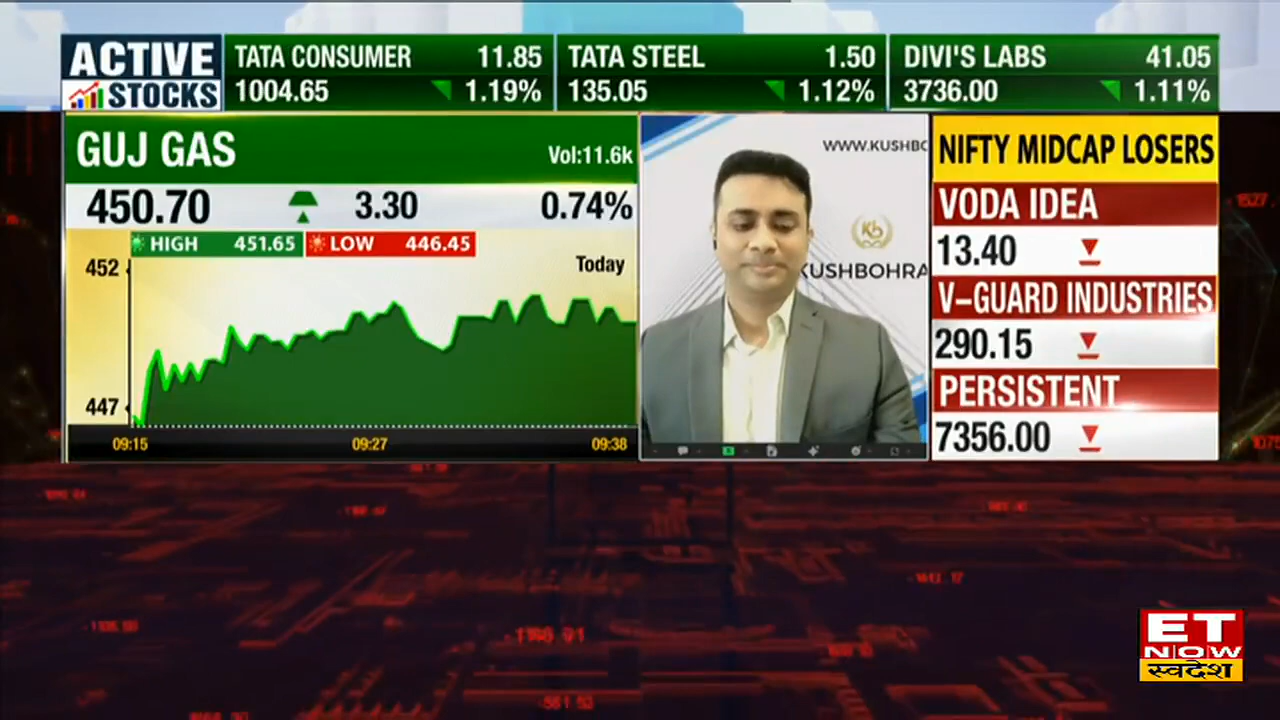 ACTIVE
STOCKS
TATA CONSUMER 11.85
1004.65 1.19%
TATA STEEL 1.50
135.05 1.12%
DIVI'S LABS 41.05
3736.00 1.11%
GUJ GAS Vol:11.6k
450.70 3.30 0.74%
HIGH 451.65 LOW 446.45
Today
452
447
09:15 09:27 09:38
WWW.KUSHBO
Kb
KUSHBOHRA
NIFTY MIDCAP LOSERS
VODA IDEA
13.40
V-GUARD INDUSTRIES
290.15
PERSISTENT
7356.00
ET
NOW
स्वदेश